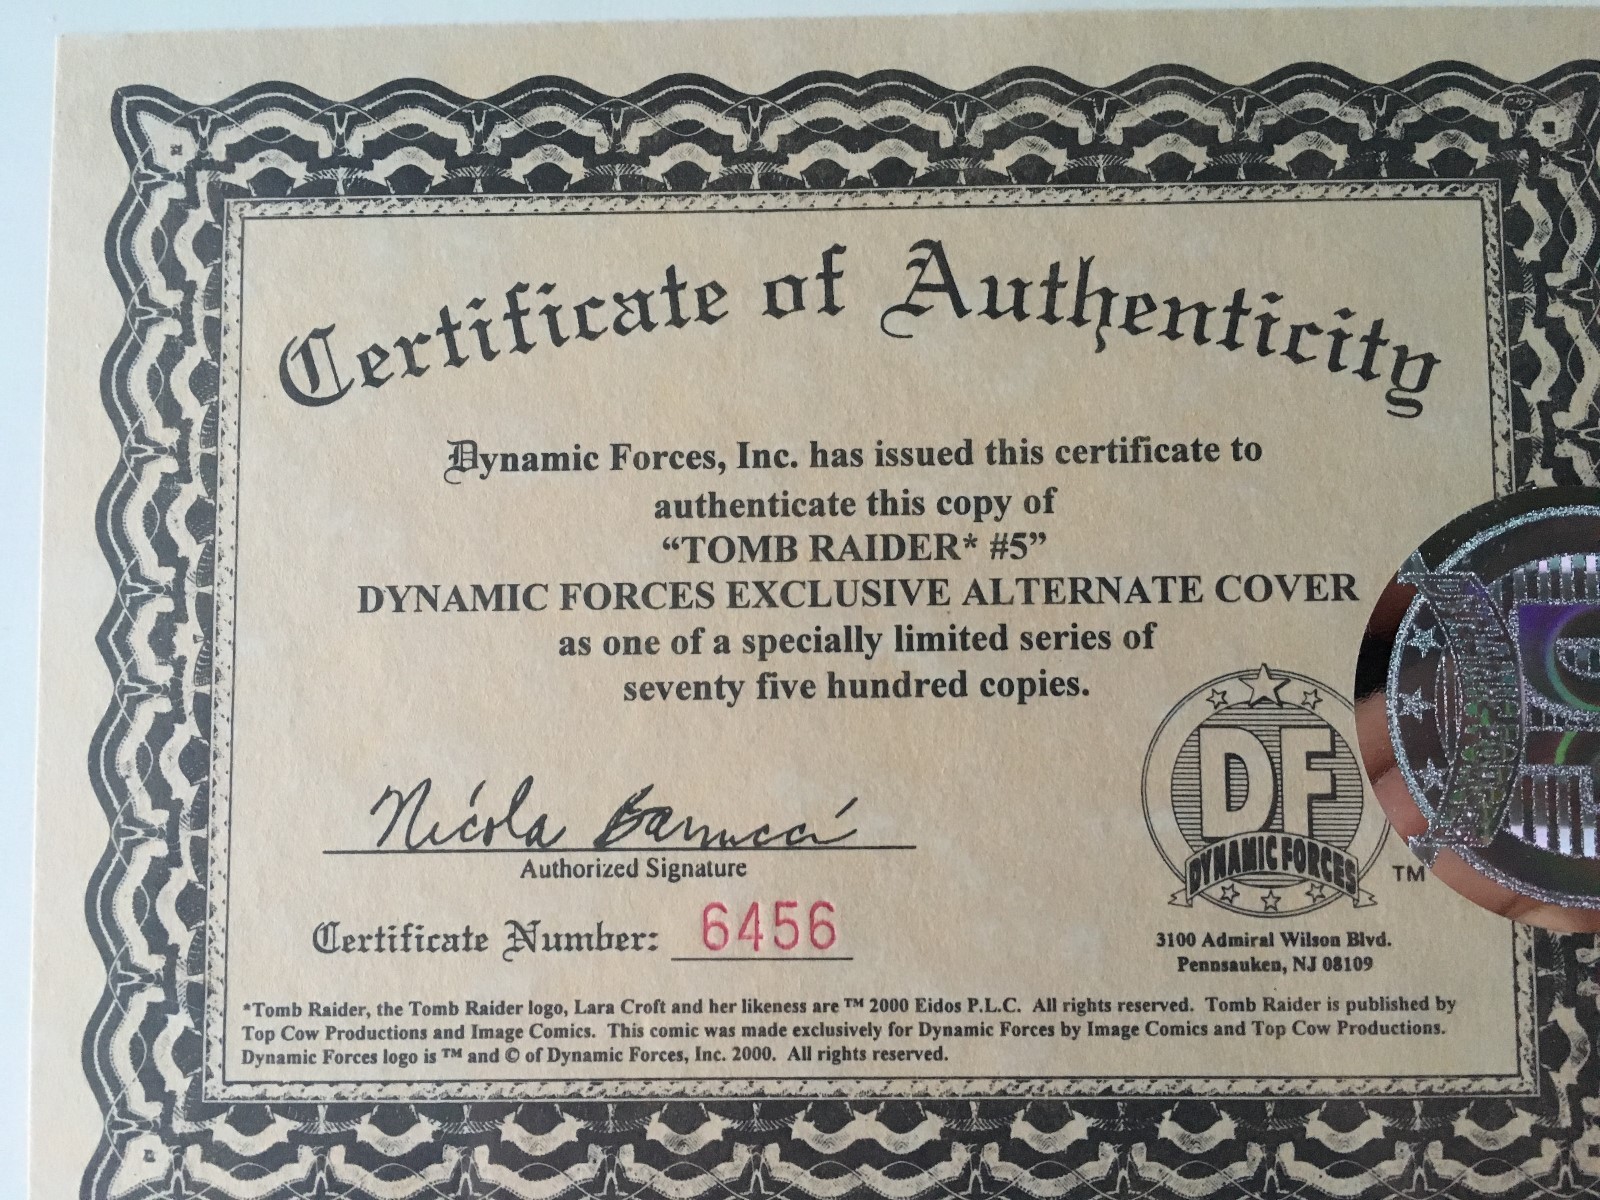 Certificate of Authenticity
Dynamic Forces, Inc. has issued this certificate to
authenticate this copy of
“TOMB RAIDER* #5”
DYNAMIC FORCES EXCLUSIVE ALTERNATE COVER
as one of a specially limited series of
seventy five hundred copies.
DF
DYNAMIC FORCES
TM
Nicola Barrucci
Authorized Signature
Certificate Number: 6456
3100 Admiral Wilson Blvd.
Pennsauken, NJ 08109
*Tomb Raider, the Tomb Raider logo, Lara Croft and her likeness are ™ 2000 Eidos P.L.C. All rights reserved. Tomb Raider is published by
Top Cow Productions and Image Comics. This comic was made exclusively for Dynamic Forces by Image Comics and Top Cow Productions.
Dynamic Forces logo is ™ and © of Dynamic Forces, Inc. 2000. All rights reserved.